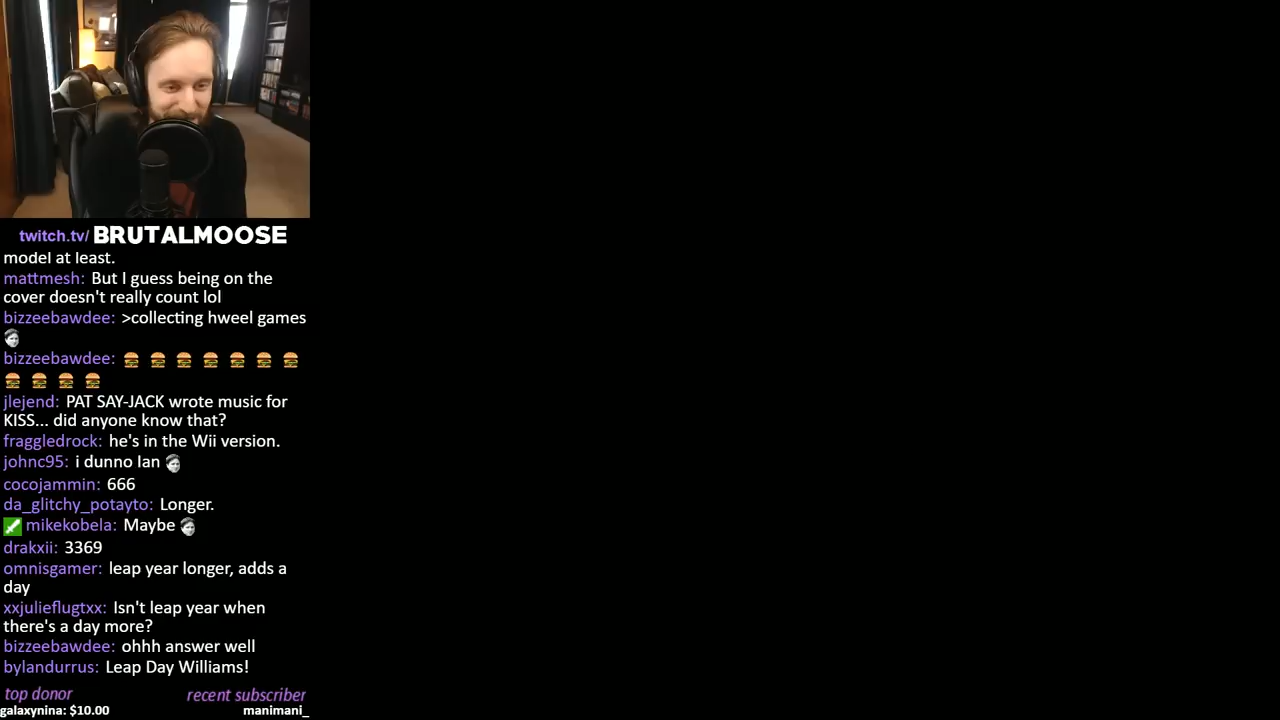 twitch.tv/ BRUTALMOOSE
model at least.
mattmesh: But I guess being on the
cover doesn't really count lol
bizzeebawdee: >collecting hweel games
bizzeebawdee:
jlejend: PAT SAY-JACK wrote music for
KISS... did anyone know that?
fraggledrock: he's in the Wii version.
johnc95: i dunno Ian
cocojammin: 666
da_glitchy_potayto: Longer.
mikekobela: Maybe
drakxii: 3369
omnisgamer: leap year longer, adds a
day
xxjulieflugtxx: Isn't leap year when
there's a day more?
bizzeebawdee: ohhh answer well
bylandurrus: Leap Day Williams!
top donor recent subscriber
galaxynina: $10.00 manimani_